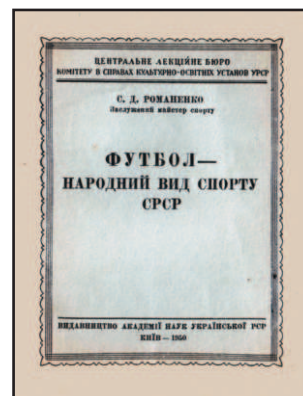 ЦЕНТРАЛЬНЕ ЛЕКЦІЙНЕ БЮРО
КОМІТЕТУ В СПРАВАХ КУЛЬТУРНО-ОСВІТНІХ УСТАНОВ УРСР
С. Д. РОМАНЕНКО
Заслужений майстер спорту
ФУТБОЛ—
НАРОДНИЙ ВИД СПОРТУ
СРСР
ВИДАВНИЦТВО АКАДЕМІЇ НАУК УКРАЇНСЬКОЇ РСР
КИЇВ — 1950